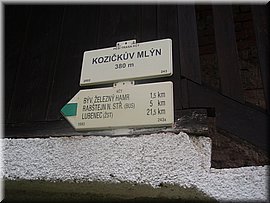 KOZIČKŮV MLÝN
380 m
KČT
BÝV. ŽELEZNÝ HAMR 1,5 km
RABŠTEJN N. STŘ. (BUS) 5 km
LUBENEC (ŽST) 21,5 km